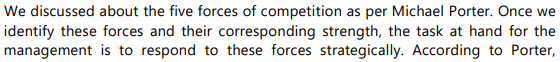 We discussed about the five forces of competition as per Michael Porter. Once we
identify these forces and their corresponding strength, the task at hand for the
management is to respond to these forces strategically. According to Porter,